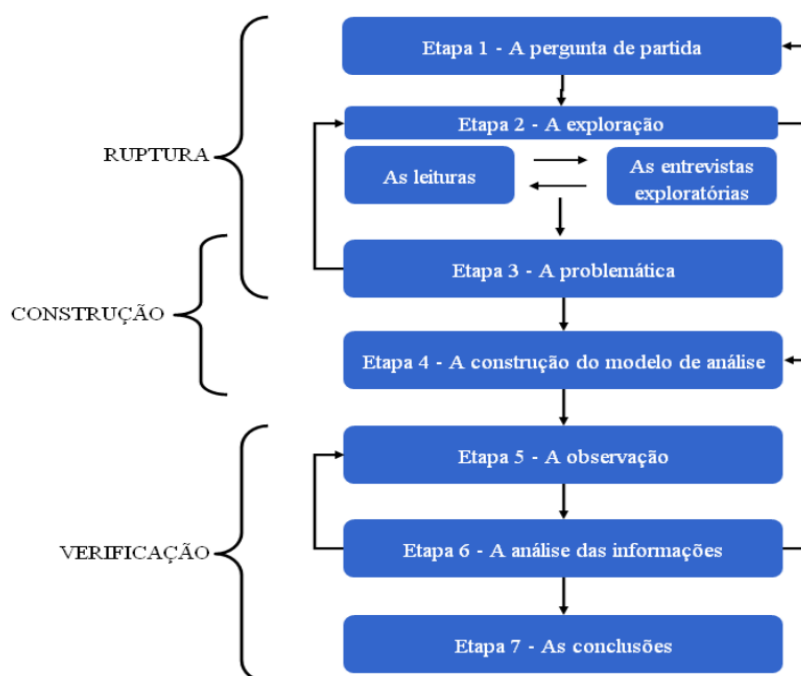 Etapa 1 - A pergunta de partida
Etapa 2 - A exploração
RUPTURA
As leituras
As entrevistas
exploratórias
Etapa 3 - A problemática
CONSTRUÇÃO
Etapa 4 - A construção do modelo de análise
Etapa 5 - A observação
VERIFICAÇÃO
Etapa 6 - A análise das informações
Etapa 7 - As conclusões